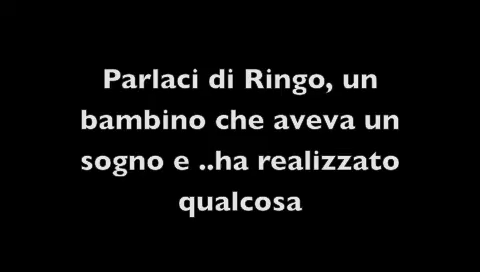 Parlaci di Ringo, un
bambino che aveva un
sogno e ..ha realizzato
qualcosa